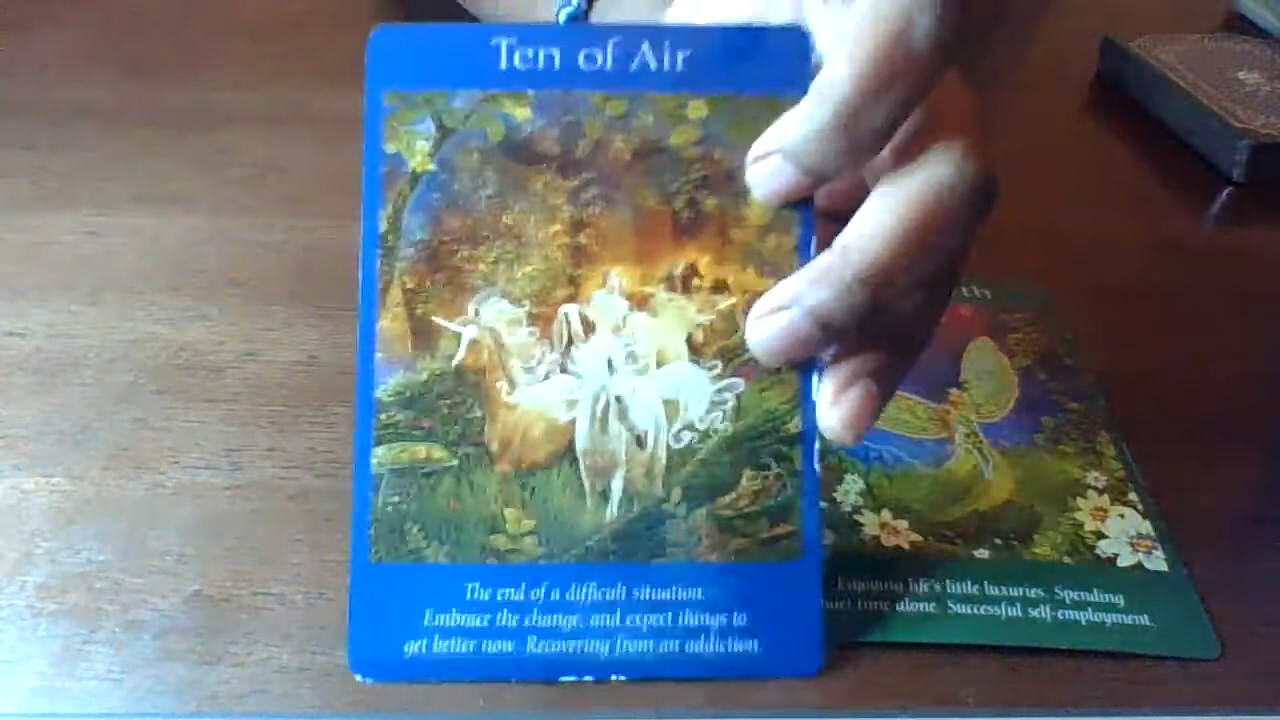 Ten of Air
The end of a difficult situation.
Embrace the change, and expect things to
get better now. Recovering from an addiction.
Enjoying life's little luxuries. Spending
time alone. Successful self-employment.